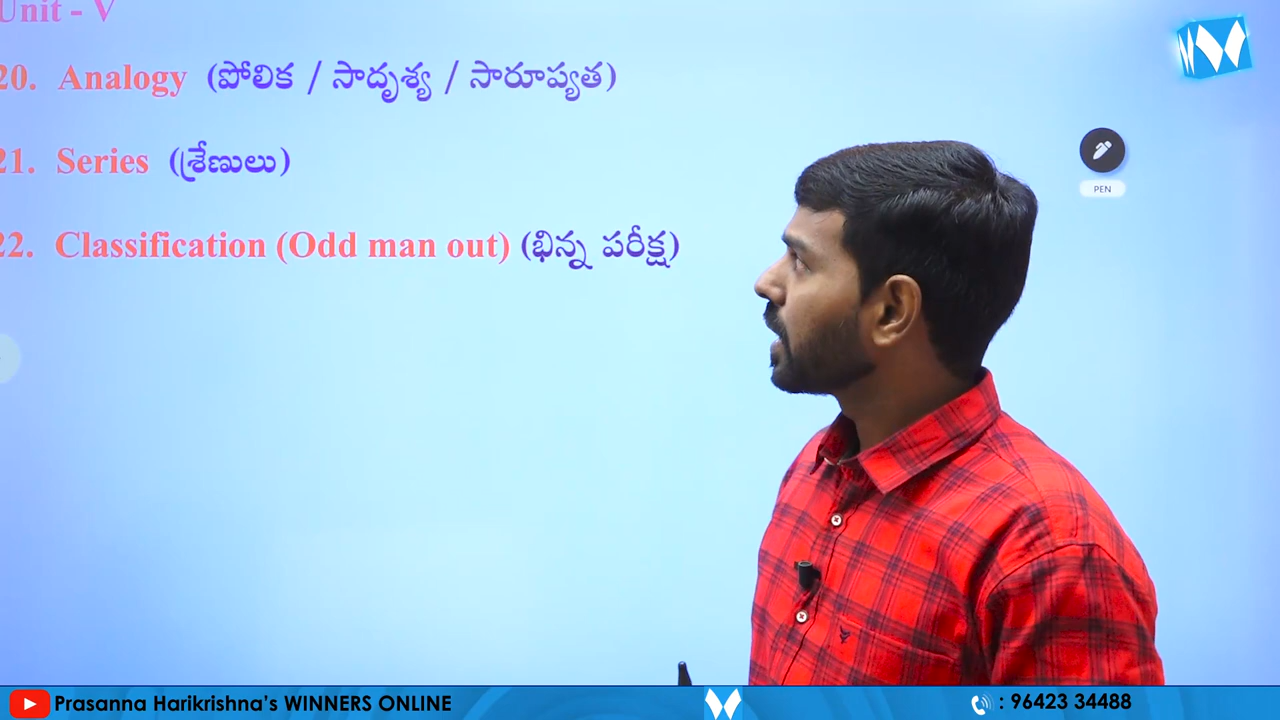 Unit - V
20. Analogy (పోలిక / సాదృశ్య / సారూప్యత)
21. Series (శ్రేణులు)
22. Classification (Odd man out) (భిన్న పరీక్ష)
PEN
Prasanna Harikrishna's WINNERS ONLINE
: 96423 34488